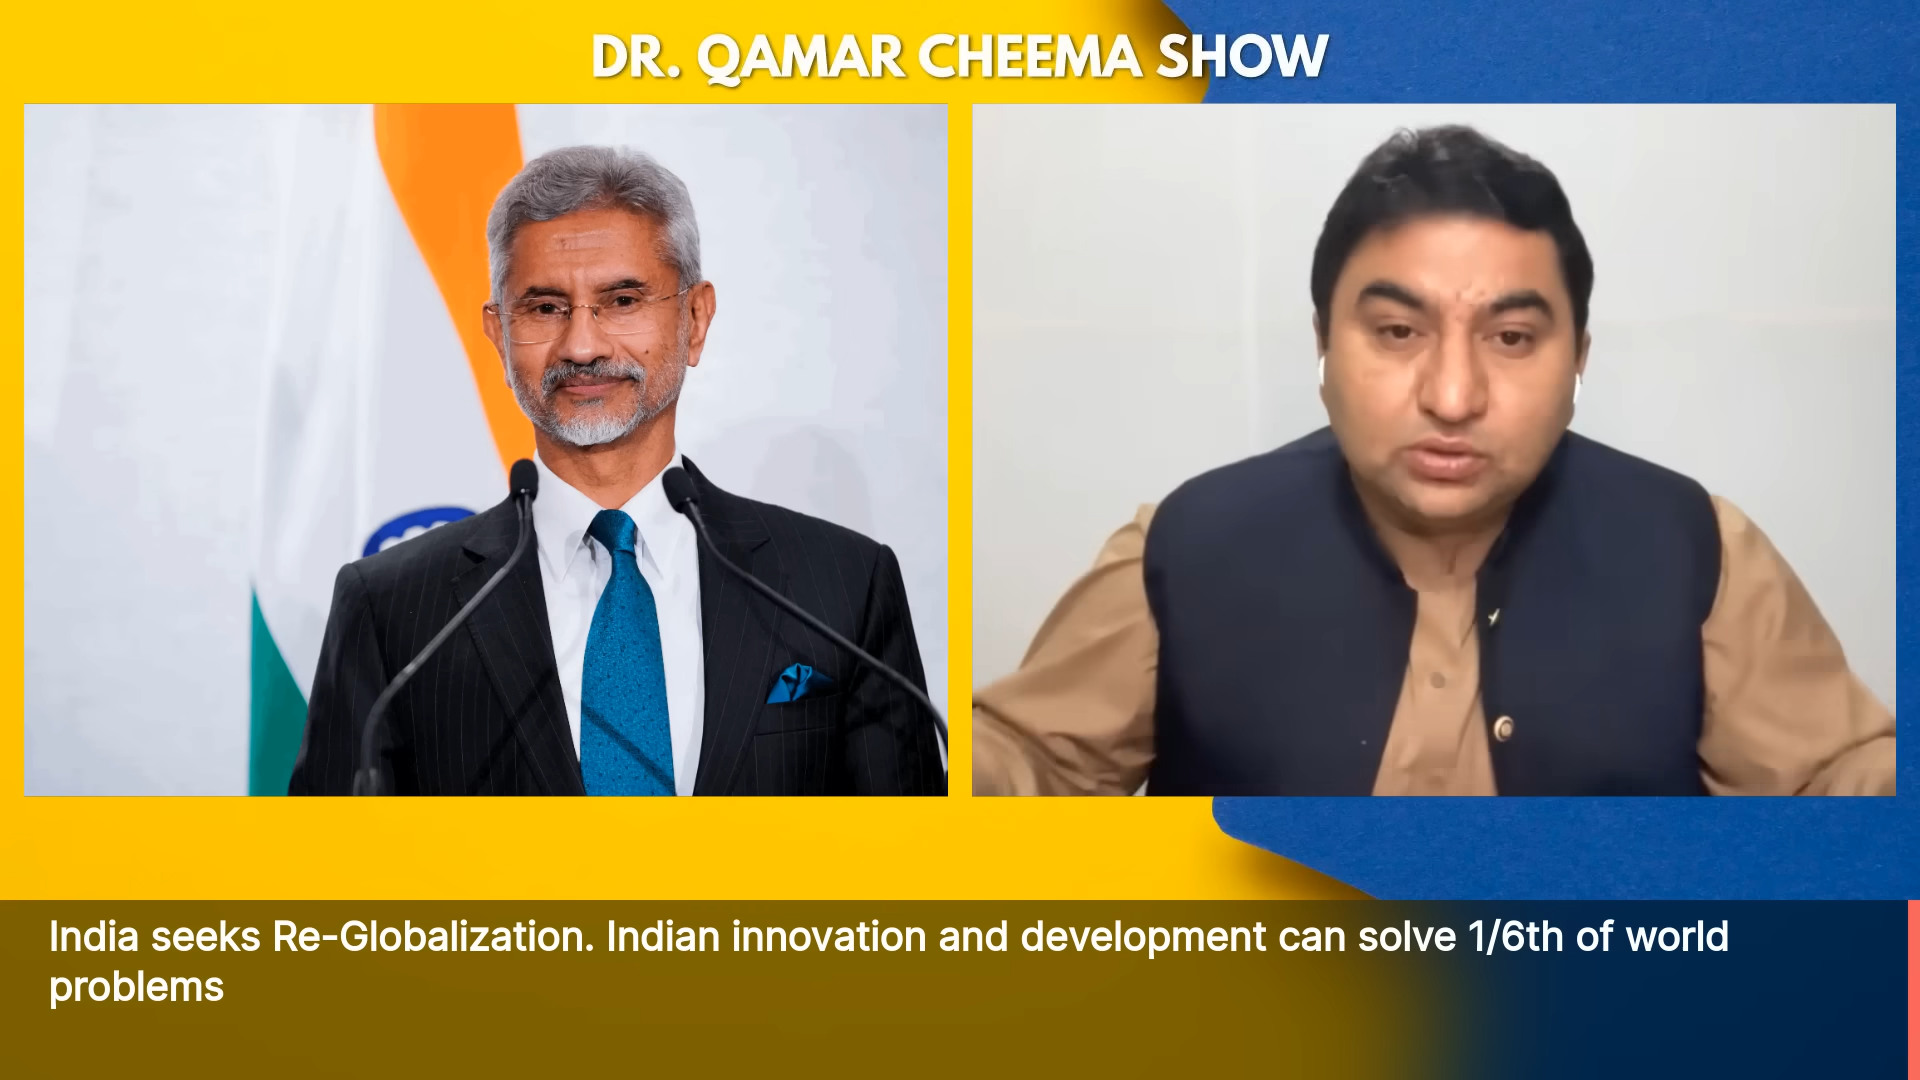 DR. QAMAR CHEEMA SHOW
India seeks Re-Globalization. Indian innovation and development can solve 1/6th of world
problems